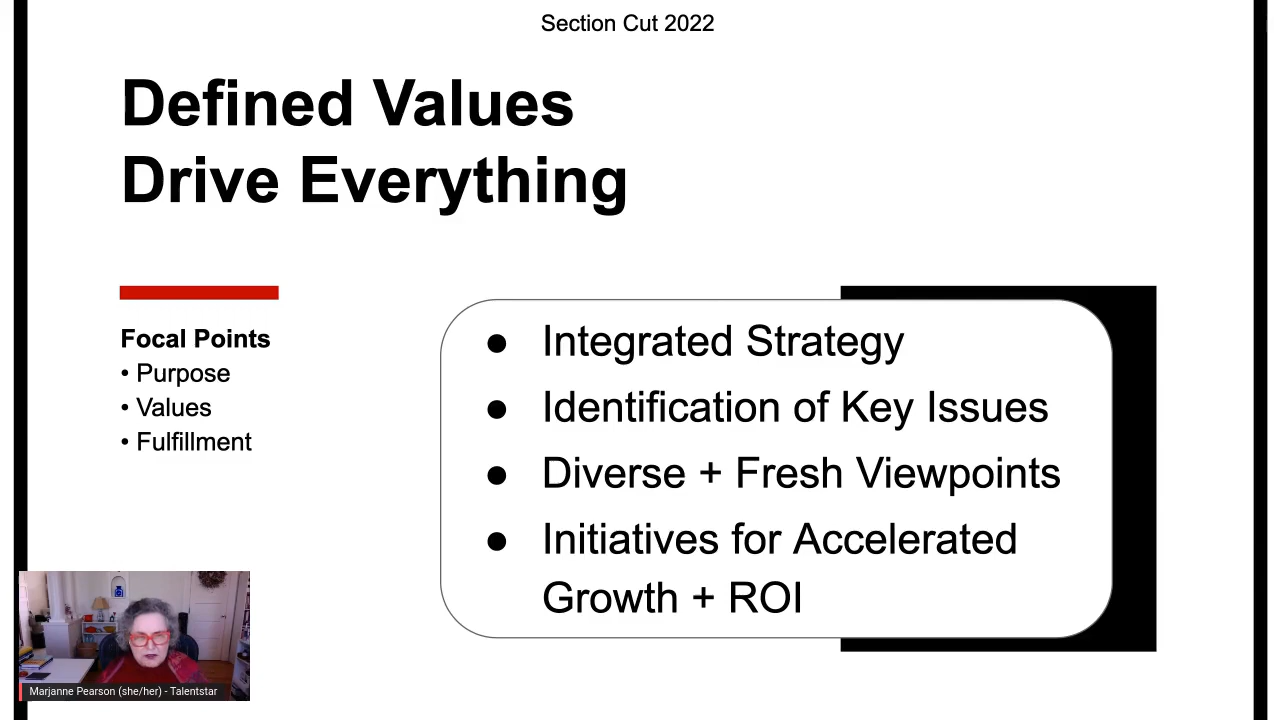 Section Cut 2022
Defined Values
Drive Everything
Focal Points
• Purpose
• Values
• Fulfillment
● Integrated Strategy
● Identification of Key Issues
● Diverse + Fresh Viewpoints
● Initiatives for Accelerated
Growth + ROI
Marjanne Pearson (she/her) - Talentstar